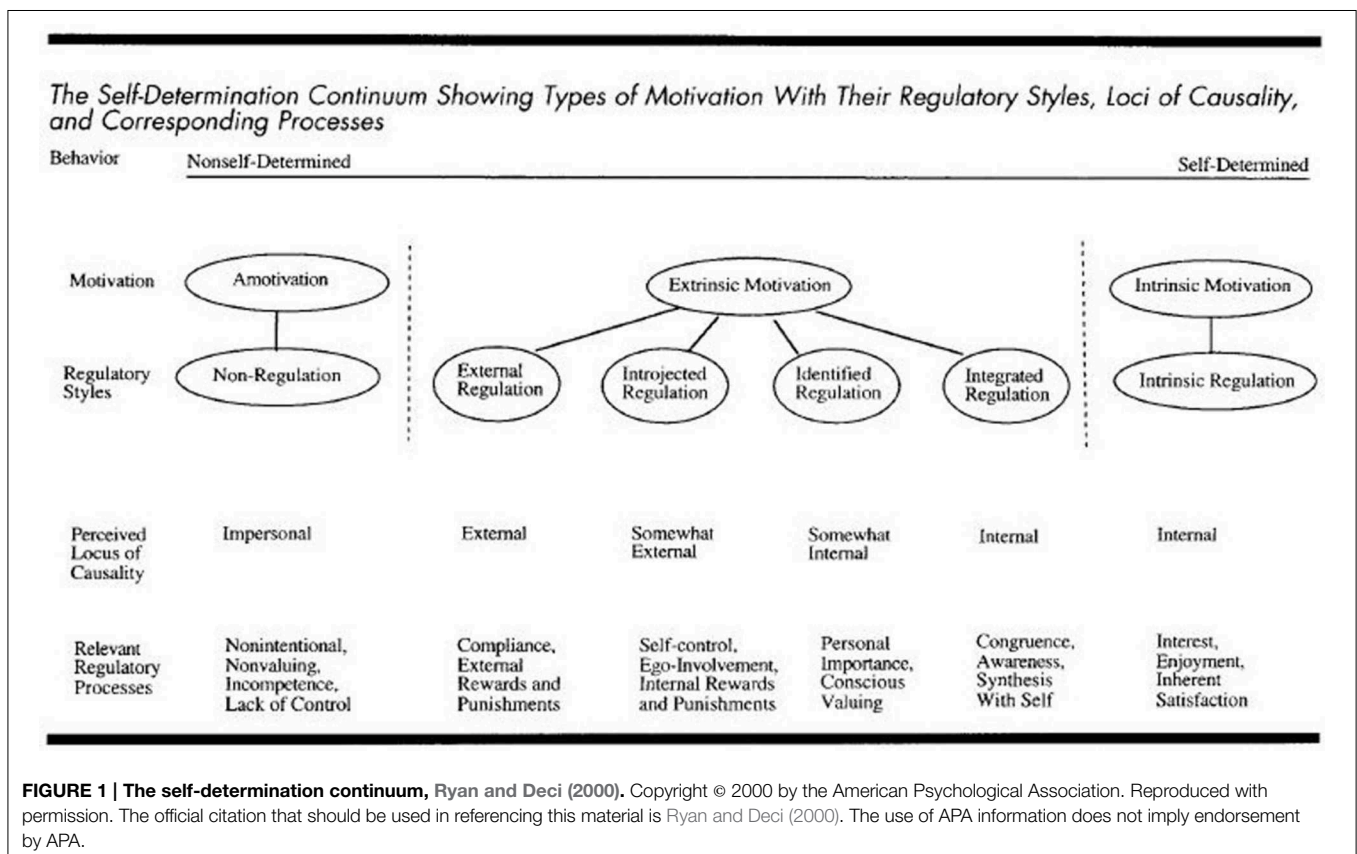 The Self-Determination Continuum Showing Types of Motivation With Their Regulatory Styles, Loci of Causality,
and Corresponding Processes
Behavior Nonself-Determined Self-Determined
Motivation Amotivation Extrinsic Motivation Intrinsic Motivation
Regulatory
Styles
Non-Regulation
External
Regulation
Introjected
Regulation
Identified
Regulation
Integrated
Regulation
Intrinsic Regulation
Perceived
Locus of
Causality
Impersonal
External
Somewhat
External
Somewhat
Internal
Internal
Internal
Relevant
Regulatory
Processes
Nonintentional,
Nonvaluing,
Incompetence,
Lack of Control
Compliance,
External
Rewards and
Punishments
Self-control,
Ego-Involvement,
Internal Rewards
and Punishments
Personal
Importance,
Conscious
Valuing
Congruence,
Awareness,
Synthesis
With Self
Interest,
Enjoyment,
Inherent
Satisfaction
FIGURE 1 | The self-determination continuum, Ryan and Deci (2000). Copyright © 2000 by the American Psychological Association. Reproduced with
permission. The official citation that should be used in referencing this material is Ryan and Deci (2000). The use of APA information does not imply endorsement
by APA.